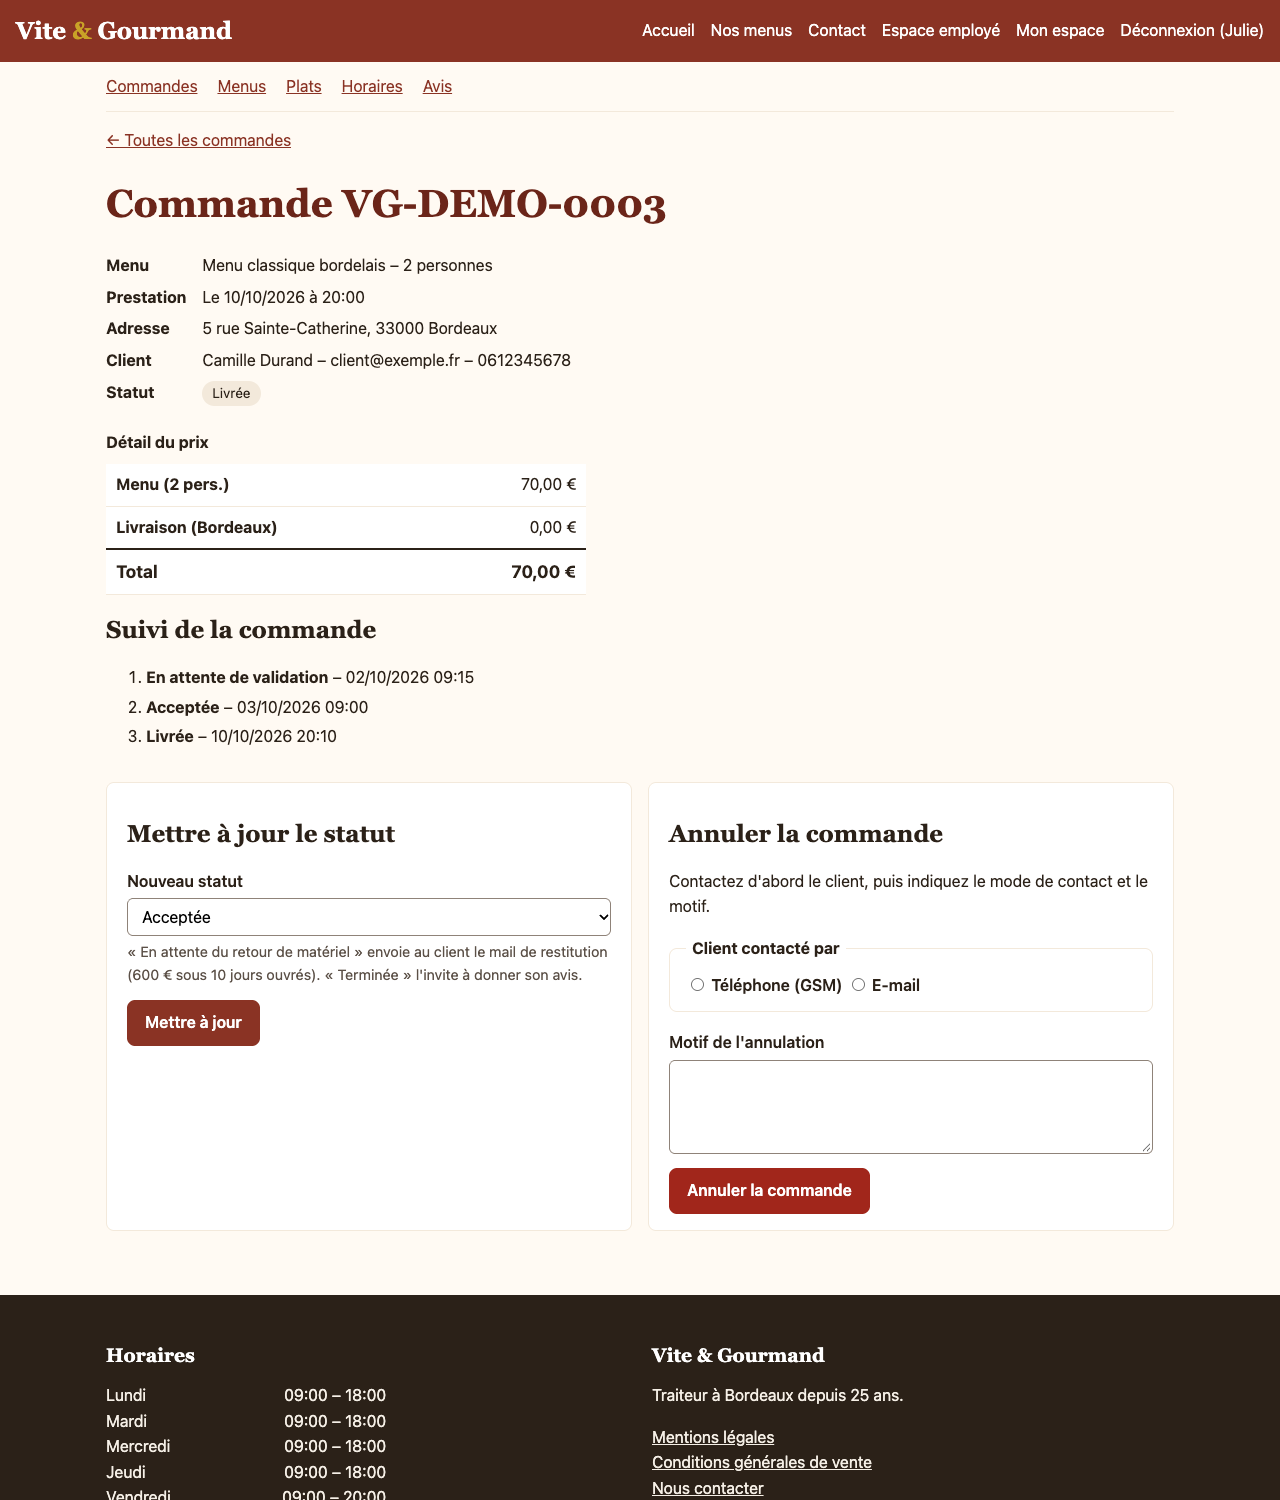 Vite & Gourmand
Accueil Nos menus Contact Espace employé Mon espace Déconnexion (Julie)
Commandes Menus Plats Horaires Avis
← Toutes les commandes
Commande VG-DEMO-0003
Menu Menu classique bordelais – 2 personnes
Prestation Le 10/10/2026 à 20:00
Adresse 5 rue Sainte-Catherine, 33000 Bordeaux
Client Camille Durand – client@exemple.fr – 0612345678
Statut Livrée
Détail du prix
Menu (2 pers.) 70,00 €
Livraison (Bordeaux) 0,00 €
Total 70,00 €
Suivi de la commande
1. En attente de validation – 02/10/2026 09:15
2. Acceptée – 03/10/2026 09:00
3. Livrée – 10/10/2026 20:10
Mettre à jour le statut
Nouveau statut
Acceptée
« En attente du retour de matériel » envoie au client le mail de restitution
(600 € sous 10 jours ouvrés). « Terminée » l'invite à donner son avis.
Mettre à jour
Annuler la commande
Contactez d'abord le client, puis indiquez le mode de contact et le
motif.
Client contacté par
Téléphone (GSM) E-mail
Motif de l'annulation
Annuler la commande
Horaires
Lundi 09:00 – 18:00
Mardi 09:00 – 18:00
Mercredi 09:00 – 18:00
Jeudi 09:00 – 18:00
Vendredi 09:00 – 20:00
Vite & Gourmand
Traiteur à Bordeaux depuis 25 ans.
Mentions légales
Conditions générales de vente
Nous contacter